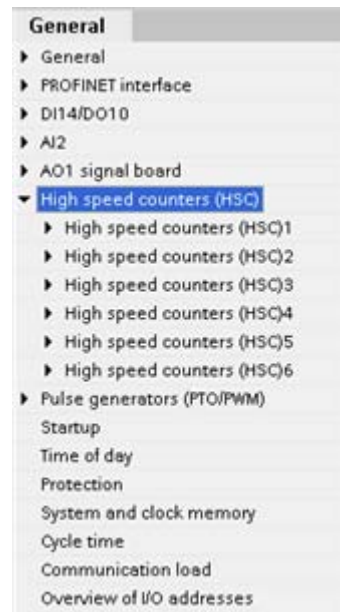 General
General
PROFINET interface
DI14/DO10
AI2
AO1 signal board
High speed counters (HSC)
High speed counters (HSC)1
High speed counters (HSC)2
High speed counters (HSC)3
High speed counters (HSC)4
High speed counters (HSC)5
High speed counters (HSC)6
Pulse generators (PTO/PWM)
Startup
Time of day
Protection
System and clock memory
Cycle time
Communication load
Overview of I/O addresses